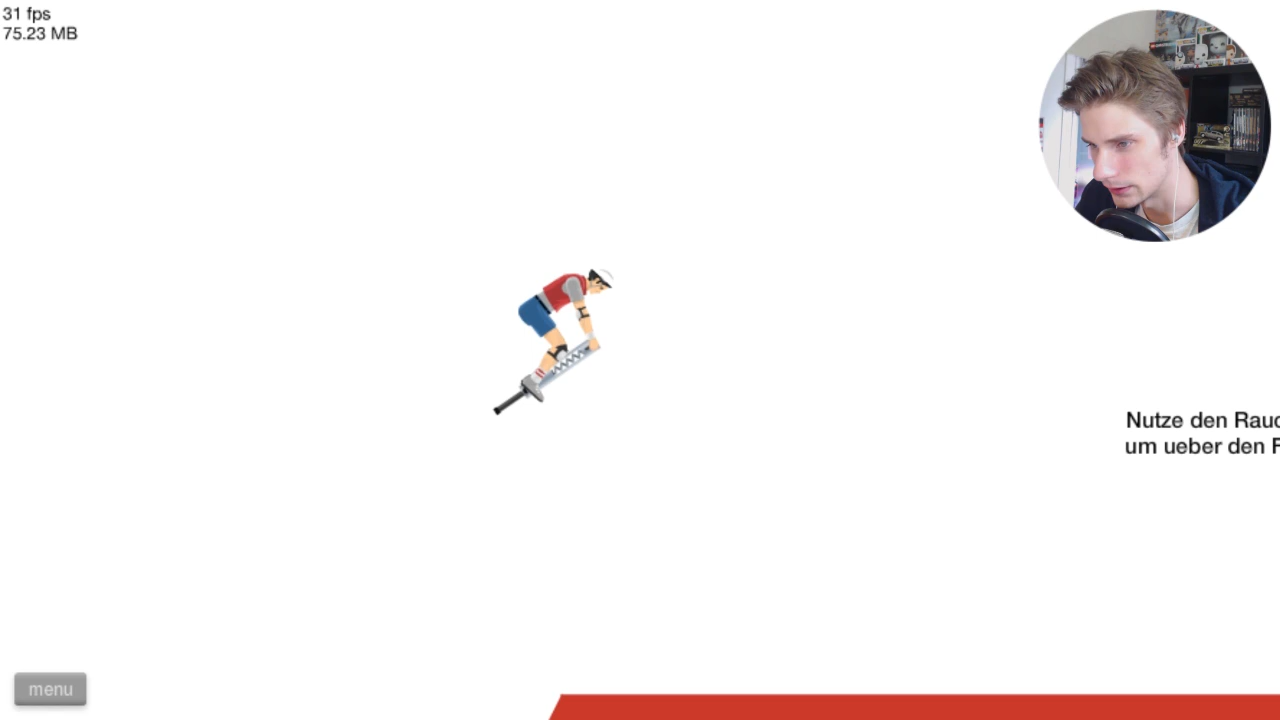 31 fps
75.23 MB
Nutze den
um ueber den
menu